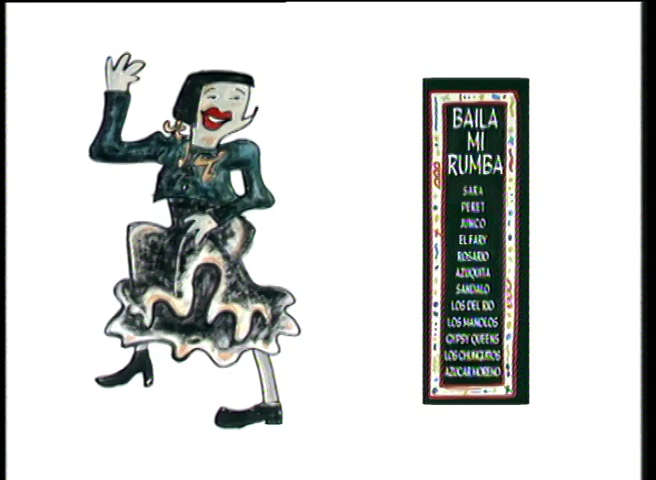 BAILA
MI
RUMBA
SARA
PERET
JUNCO
EL FARY
ROSARIO
AZUQUITA
SANDALO
LOS DEL RIO
LOS MANOLOS
GYPSY QUEENS
LOS CHUNGUITOS
AZUCAR MORENO